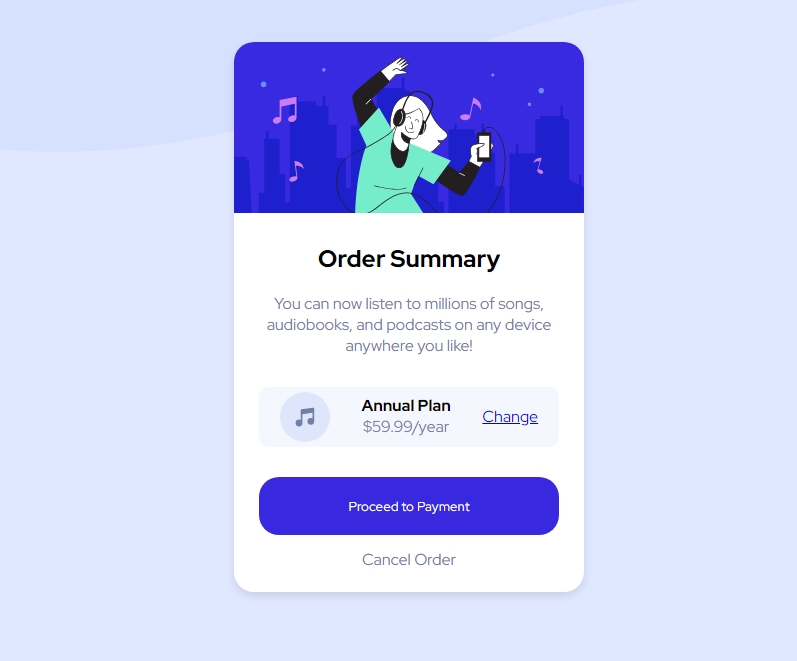 Order Summary
You can now listen to millions of songs,
audiobooks, and podcasts on any device
anywhere you like!
Annual Plan
$59.99/year
Change
Proceed to Payment
Cancel Order